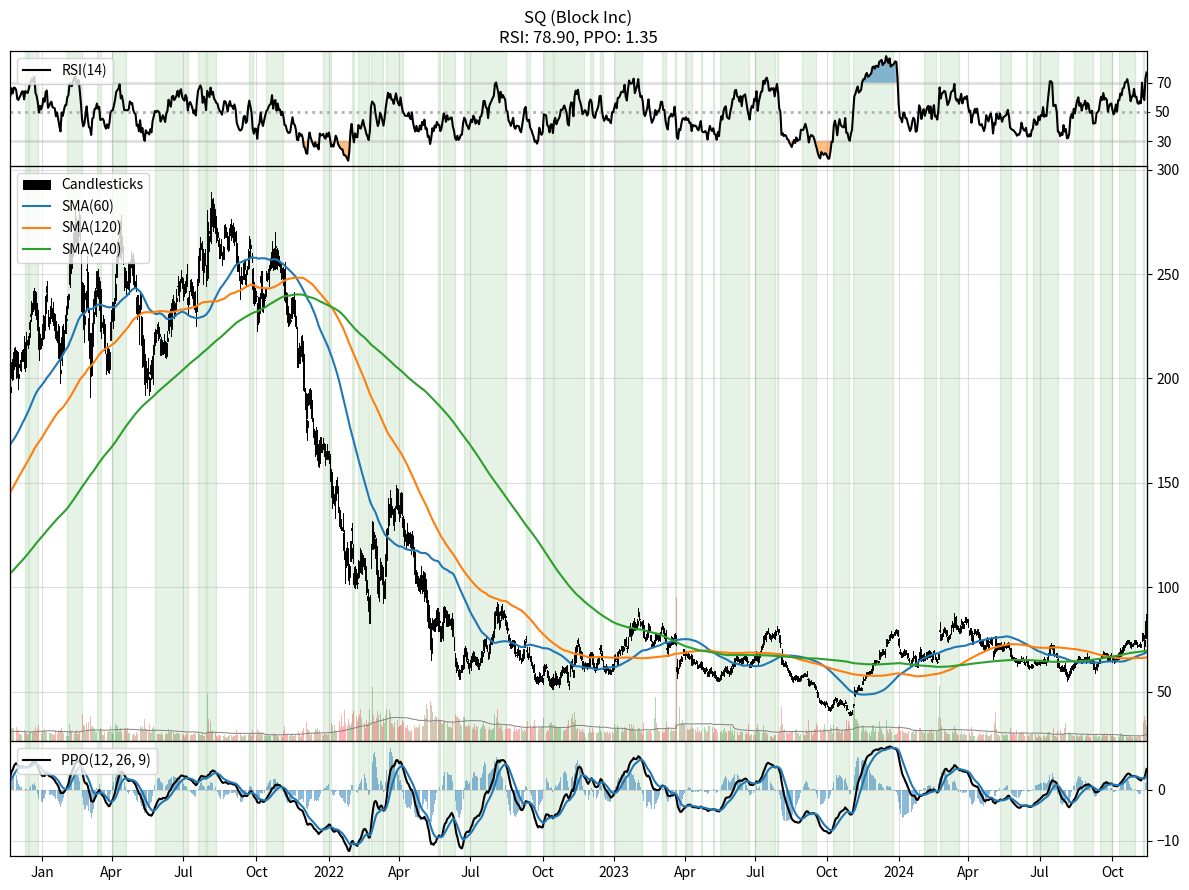 SQ (Block Inc)
RSI: 78.90, PPO: 1.35
RSI(14)
70
50
30
300
Candlesticks
SMA(60)
SMA(120)
SMA(240)
250
200
150
100
50
PPO(12, 26, 9)
0
−10
Jan Apr Jul Oct 2022 Apr Jul Oct 2023 Apr Jul Oct 2024 Apr Jul Oct